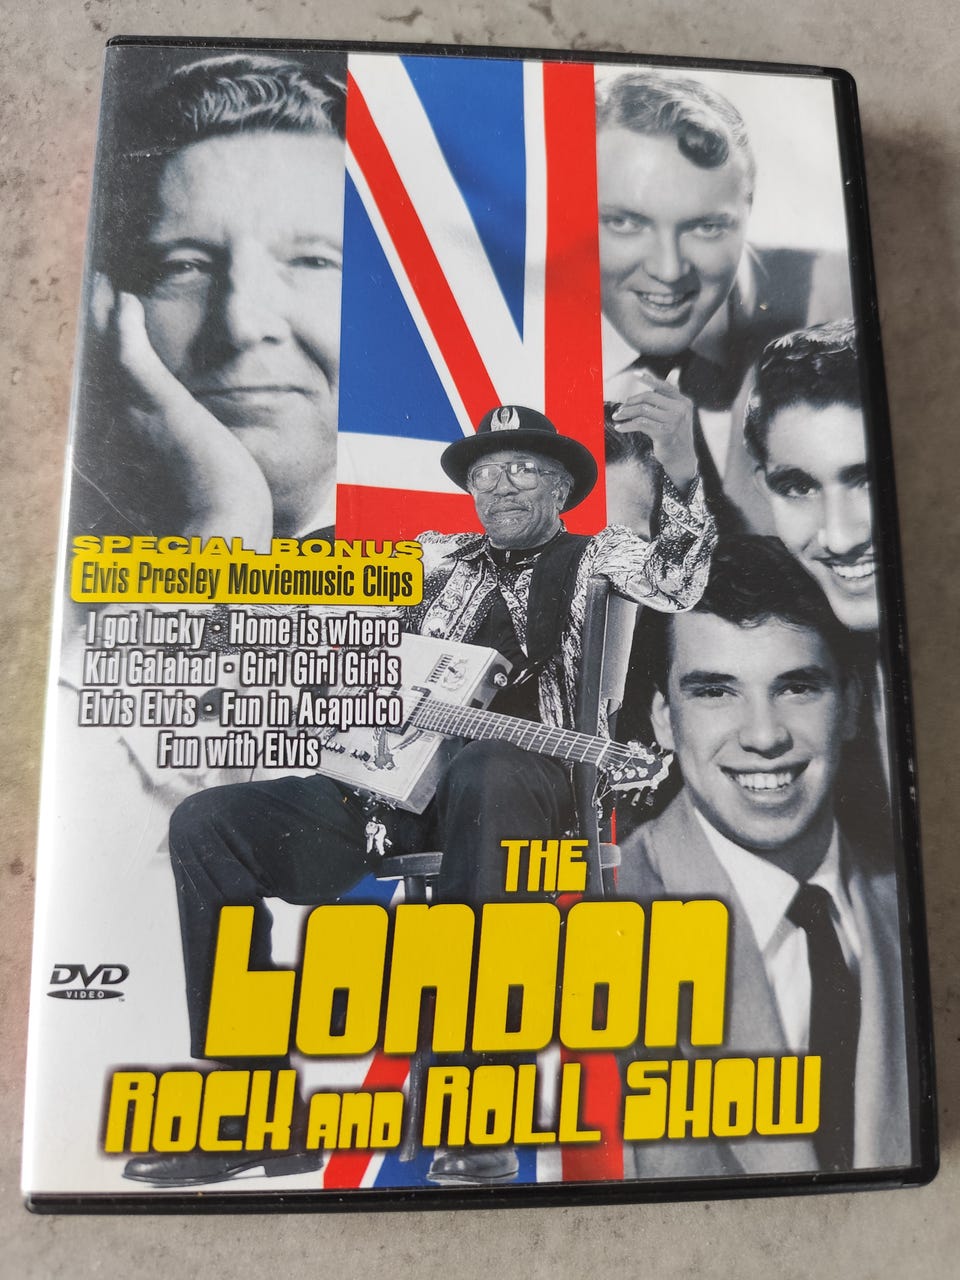 SPECIAL BONUS
Elvis Presley Moviemusic Clips
I got lucky • Home is where
Kid Galahad • Girl Girl Girls
Elvis Elvis • Fun in Acapulco
Fun with Elvis
THE
LONDON
ROCK AND ROLL SHOW
DVD
VIDEO